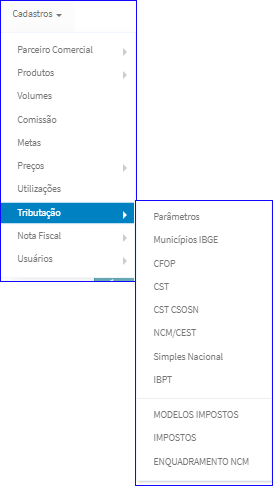 Cadastros
Parceiro Comercial
Produtos
Volumes
Comissão
Metas
Preços
Utilizações
Tributação
Nota Fiscal
Usuários
Parâmetros
Municípios IBGE
CFOP
CST
CST CSOSN
NCM/CEST
Simples Nacional
IBPT
MODELOS IMPOSTOS
IMPOSTOS
ENQUADRAMENTO NCM